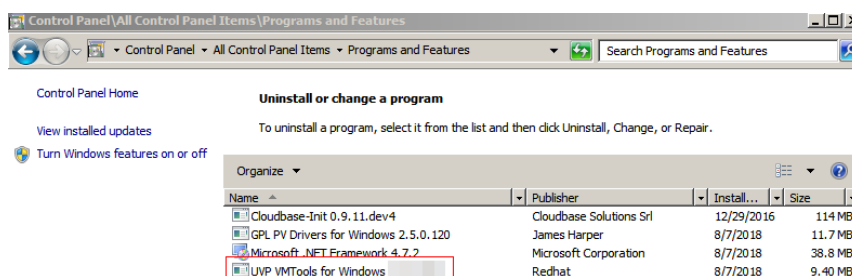 Control Panel\All Control Panel Items\Programs and Features
Control Panel All Control Panel Items Programs and Features Search Programs and Features
Control Panel Home
View installed updates
Turn Windows features on or off
Uninstall or change a program
To uninstall a program, select it from the list and then click Uninstall, Change, or Repair.
Organize
Name Publisher Install... Size
Cloudbase-Init 0.9.11.dev4 Cloudbase Solutions Srl 12/29/2016 114 MB
GPL PV Drivers for Windows 2.5.0.120 James Harper 8/7/2018 11.7 MB
Microsoft .NET Framework 4.7.2 Microsoft Corporation 8/7/2018 38.8 MB
UVP VMTools for Windows Redhat 8/7/2018 9.40 MB